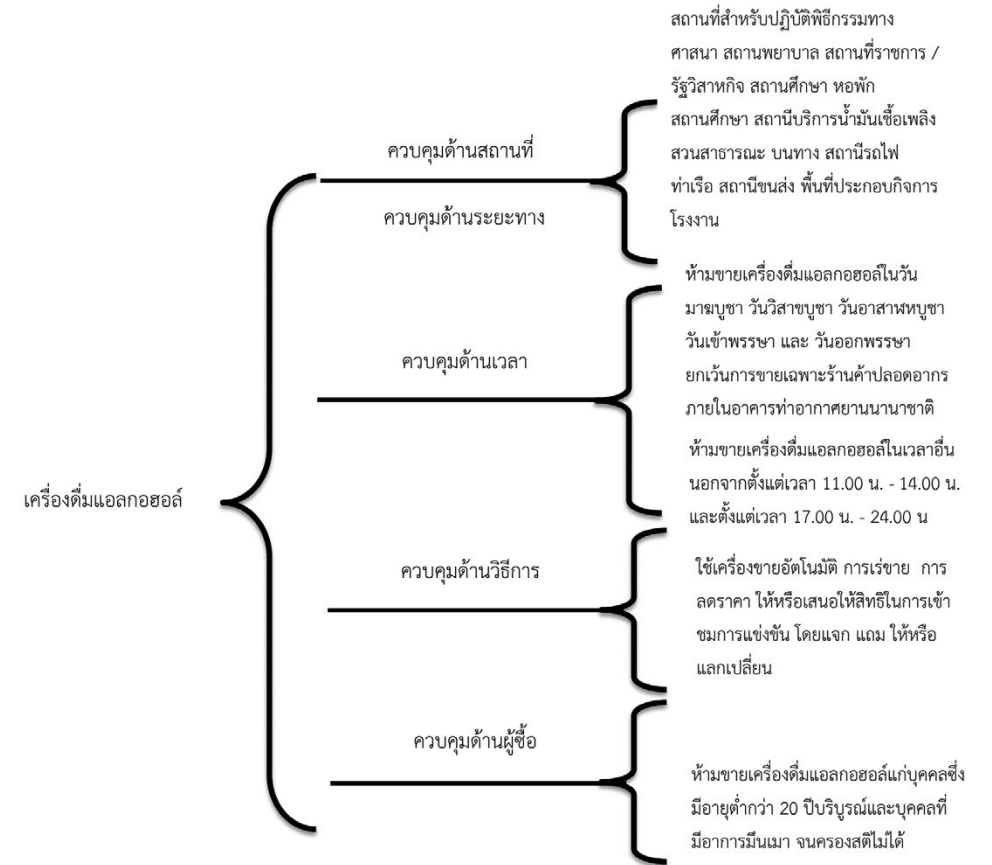 สถานที่สำหรับปฏิบัติพิธีกรรมทาง
ศาสนา สถานพยาบาล สถานที่ราชการ /
รัฐวิสาหกิจ สถานศึกษา หอพัก
สถานศึกษา สถานีบริการน้ำมันเชื้อเพลิง
สวนสาธารณะ บนทาง สถานีรถไฟ
ท่าเรือ สถานีขนส่ง พื้นที่ประกอบกิจการ
โรงงาน
ควบคุมด้านสถานที่
ควบคุมด้านระยะทาง
ห้ามขายเครื่องดื่มแอลกอฮอล์ในวัน
มาฆบูชา วันวิสาขบูชา วันอาสาฬหบูชา
วันเข้าพรรษา และ วันออกพรรษา
ยกเว้นการขายเฉพาะร้านค้าปลอดอากร
ภายในอาคารท่าอากาศยานนานาชาติ
ควบคุมด้านเวลา
ห้ามขายเครื่องดื่มแอลกอฮอล์ในเวลาอื่น
นอกจากตั้งแต่เวลา 11.00 น. - 14.00 น.
และตั้งแต่เวลา 17.00 น. - 24.00 น
เครื่องดื่มแอลกอฮอล์
ควบคุมด้านวิธีการ
ใช้เครื่องขายอัตโนมัติ การเร่ขาย การ
ลดราคา ให้หรือเสนอให้สิทธิในการเข้า
ชมการแข่งขัน โดยแจก แถม ให้หรือ
แลกเปลี่ยน
ควบคุมด้านผู้ซื้อ
ห้ามขายเครื่องดื่มแอลกอฮอล์แก่บุคคลซึ่ง
มีอายุต่ำกว่า 20 ปีบริบูรณ์และบุคคลที่
มีอาการมึนเมา จนครองสติไม่ได้